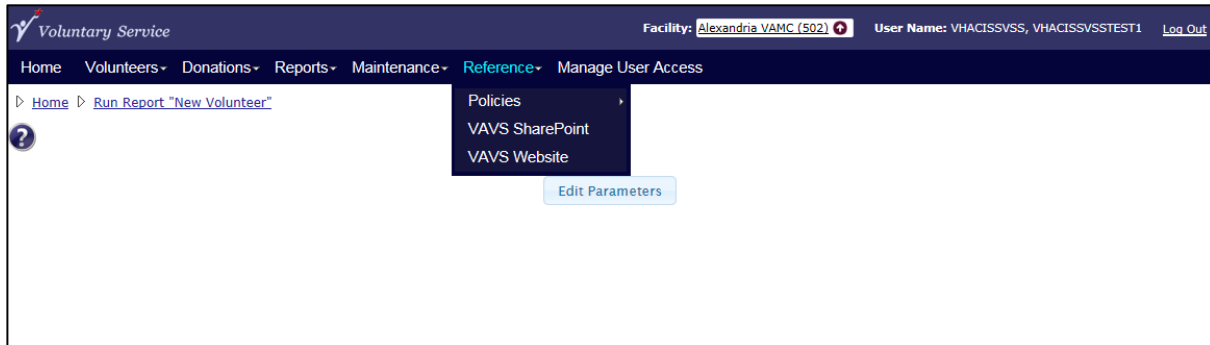 Voluntary Service Facility: Alexandria VAMC (502) User Name: VHACISSVSS, VHACISSVSSTEST1 Log Out
Home Volunteers Donations Reports Maintenance Reference Manage User Access
Home Run Report "New Volunteer"
Policies
VAVS SharePoint
VAVS Website
?
Edit Parameters